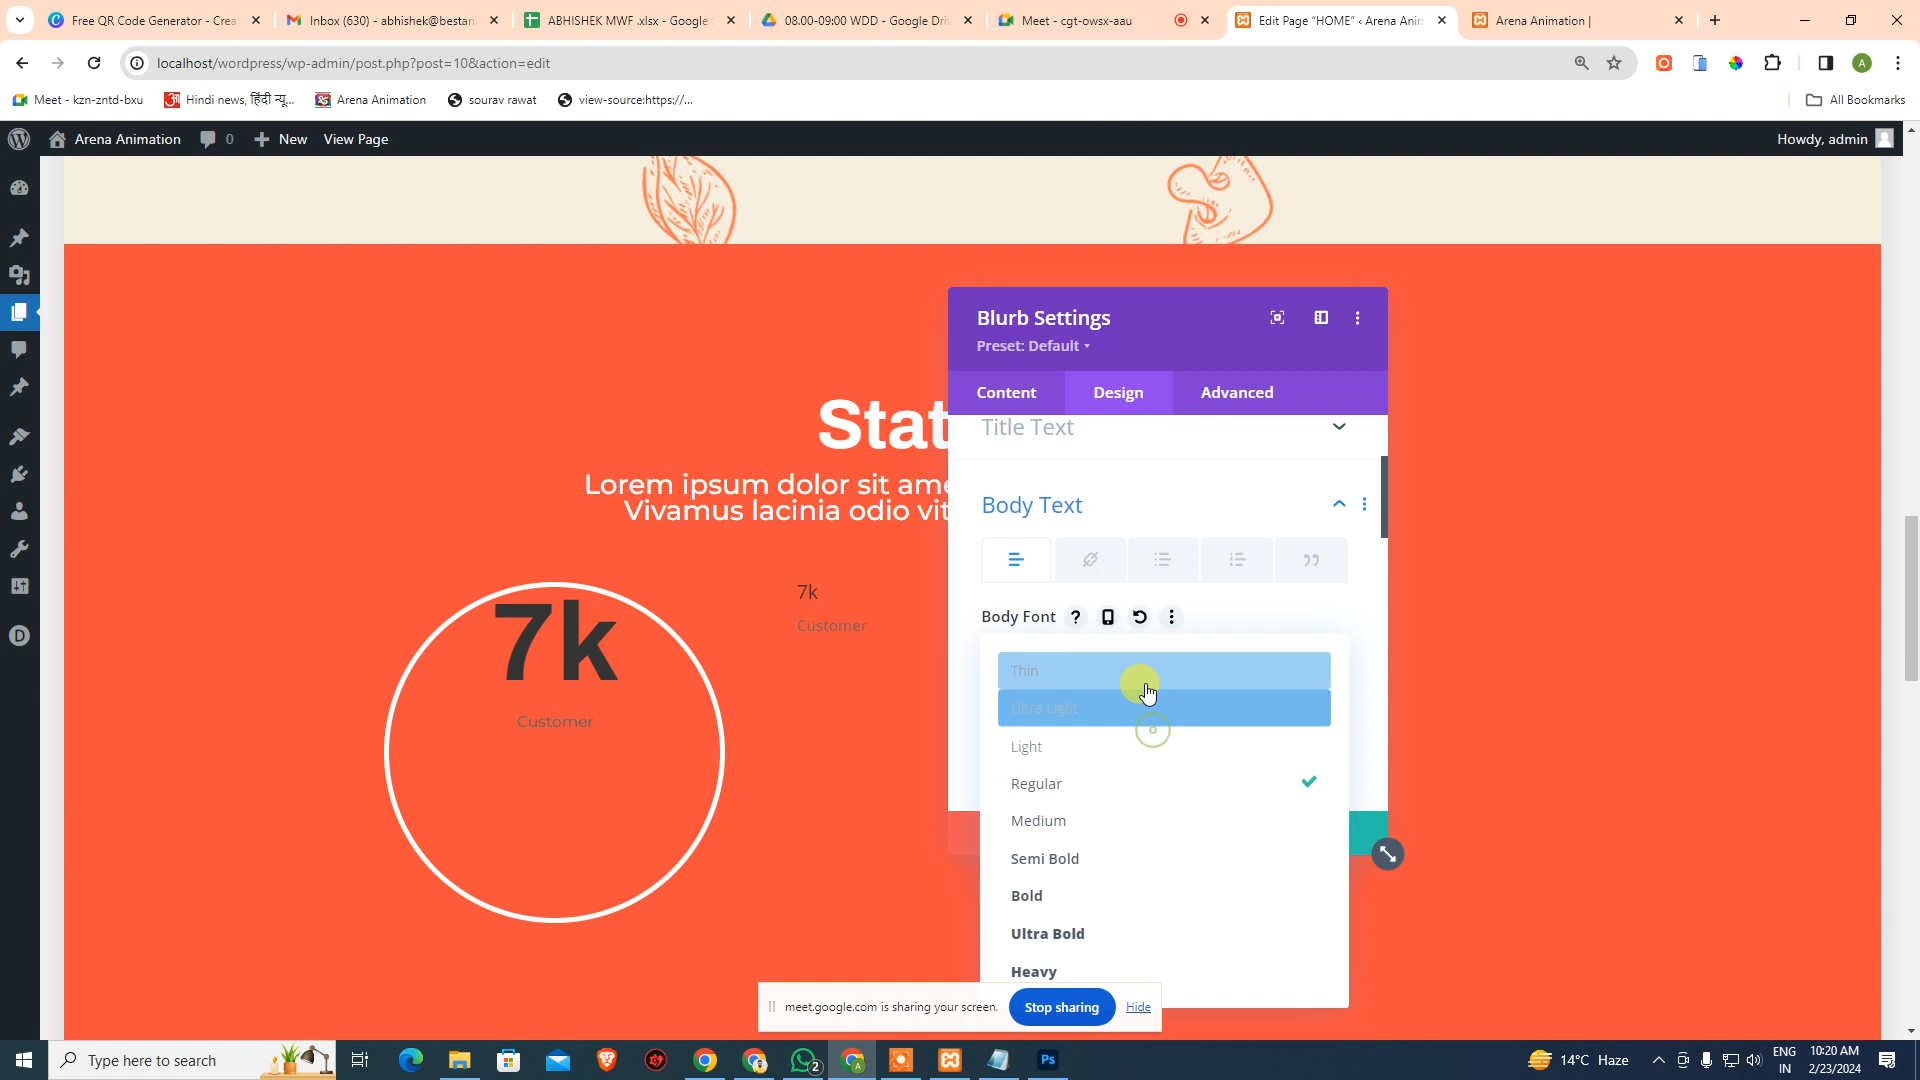 Free QR Code Generator - Crea
Inbox (630) - abhishek@bestan
ABHISHEK MWF .xlsx - Google
08.00-09:00 WDD - Google Driv
Meet - cgt-owsx-aau
Edit Page "HOME" ‹ Arena Anim
Arena Animation |
localhost/wordpress/wp-admin/post.php?post=10&action=edit
Meet - kzn-zntd-bxu
Hindi news, हिंदी न्यू...
Arena Animation
sourav rawat
view-source:https://...
All Bookmarks
Arena Animation
0
New
View Page
Howdy, admin
Blurb Settings
Preset: Default
Content
Design
Advanced
Title Text
Stat
Lorem ipsum dolor sit ame
Vivamus lacinia odio vit
Body Text
Body Font
7k
Customer
7k
Customer
Thin
Ultra Light
Light
Regular
Medium
Semi Bold
Bold
Ultra Bold
Heavy
meet.google.com is sharing your screen.
Stop sharing
Hide
Type here to search
2
14°C Haze
ENG
IN
10:20 AM
2/23/2024